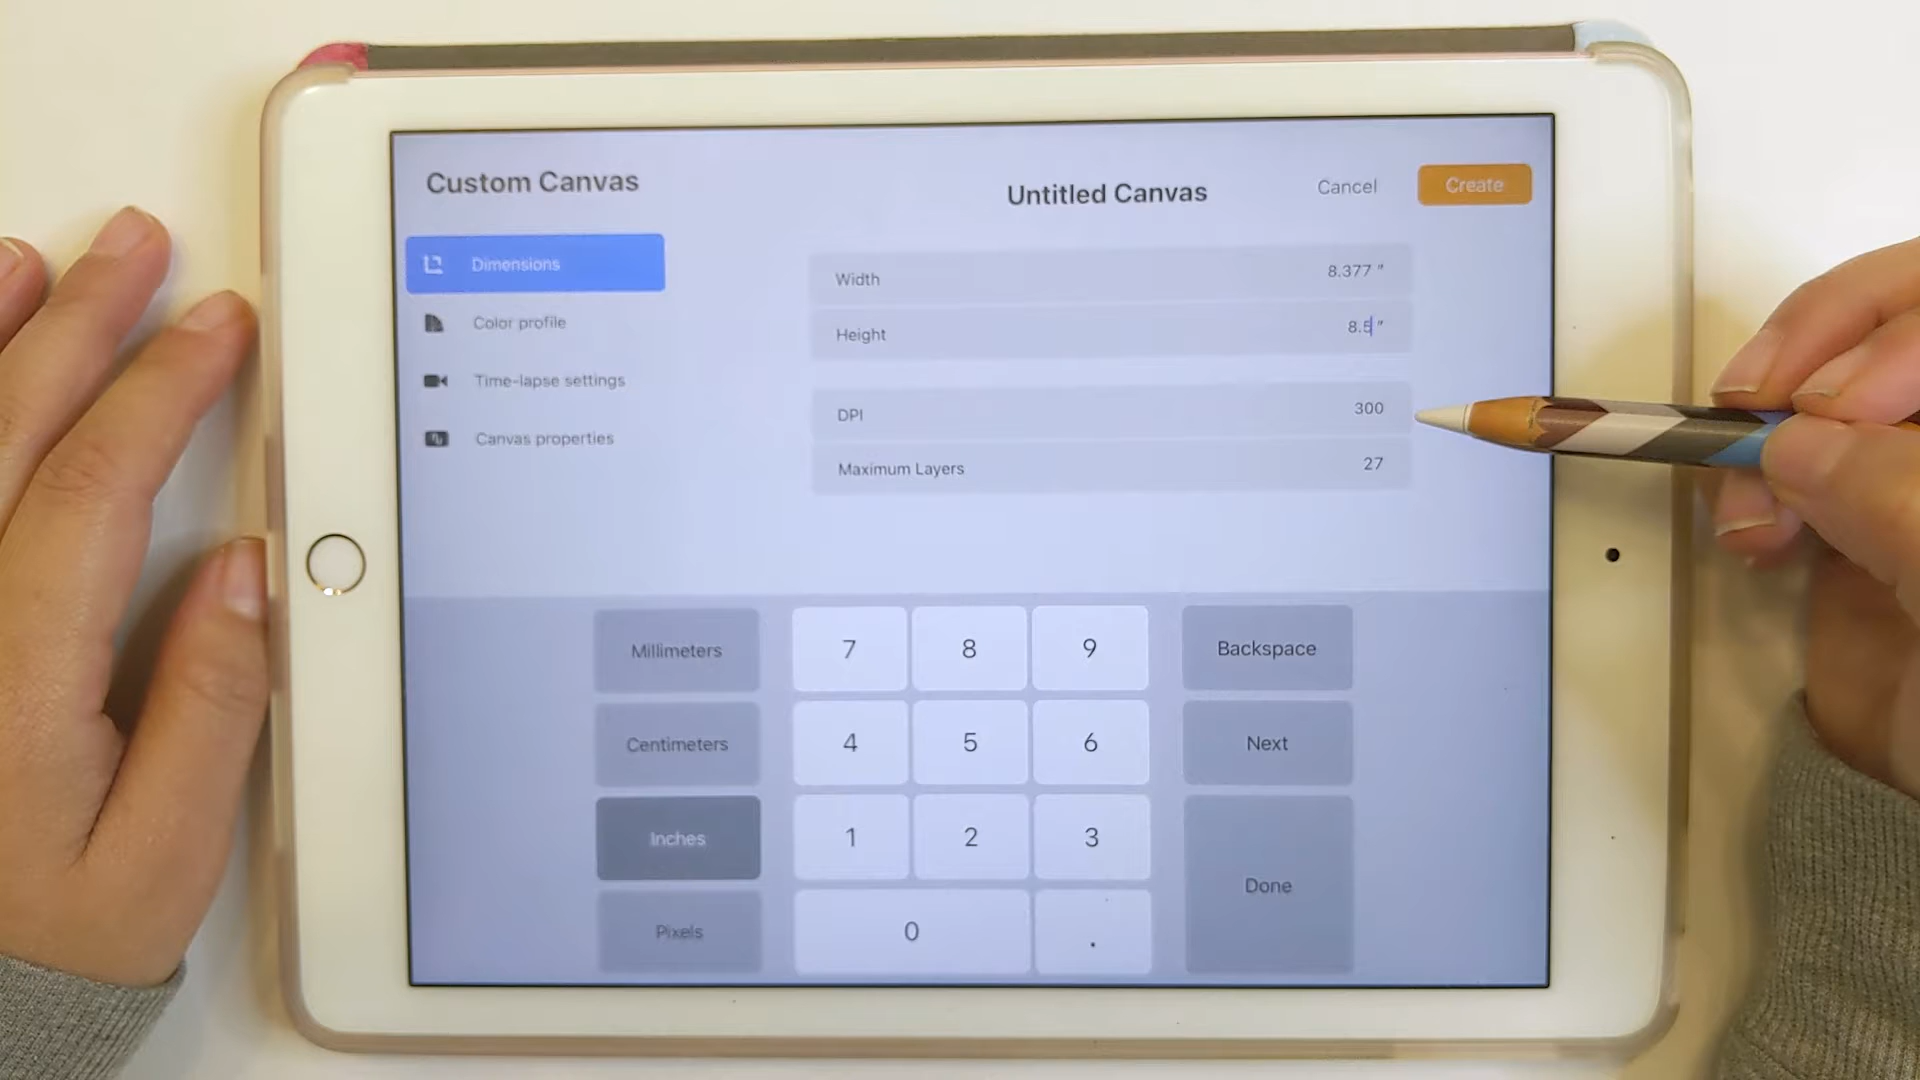 Custom Canvas
Untitled Canvas
Cancel
Create
Dimensions
Color profile
Time-lapse settings
Canvas properties
Width 8.377 "
Height 8.5 "
DPI 300
Maximum Layers 27
Millimeters 7 8 9 Backspace
Centimeters 4 5 6 Next
Inches 1 2 3 Done
Pixels 0 .